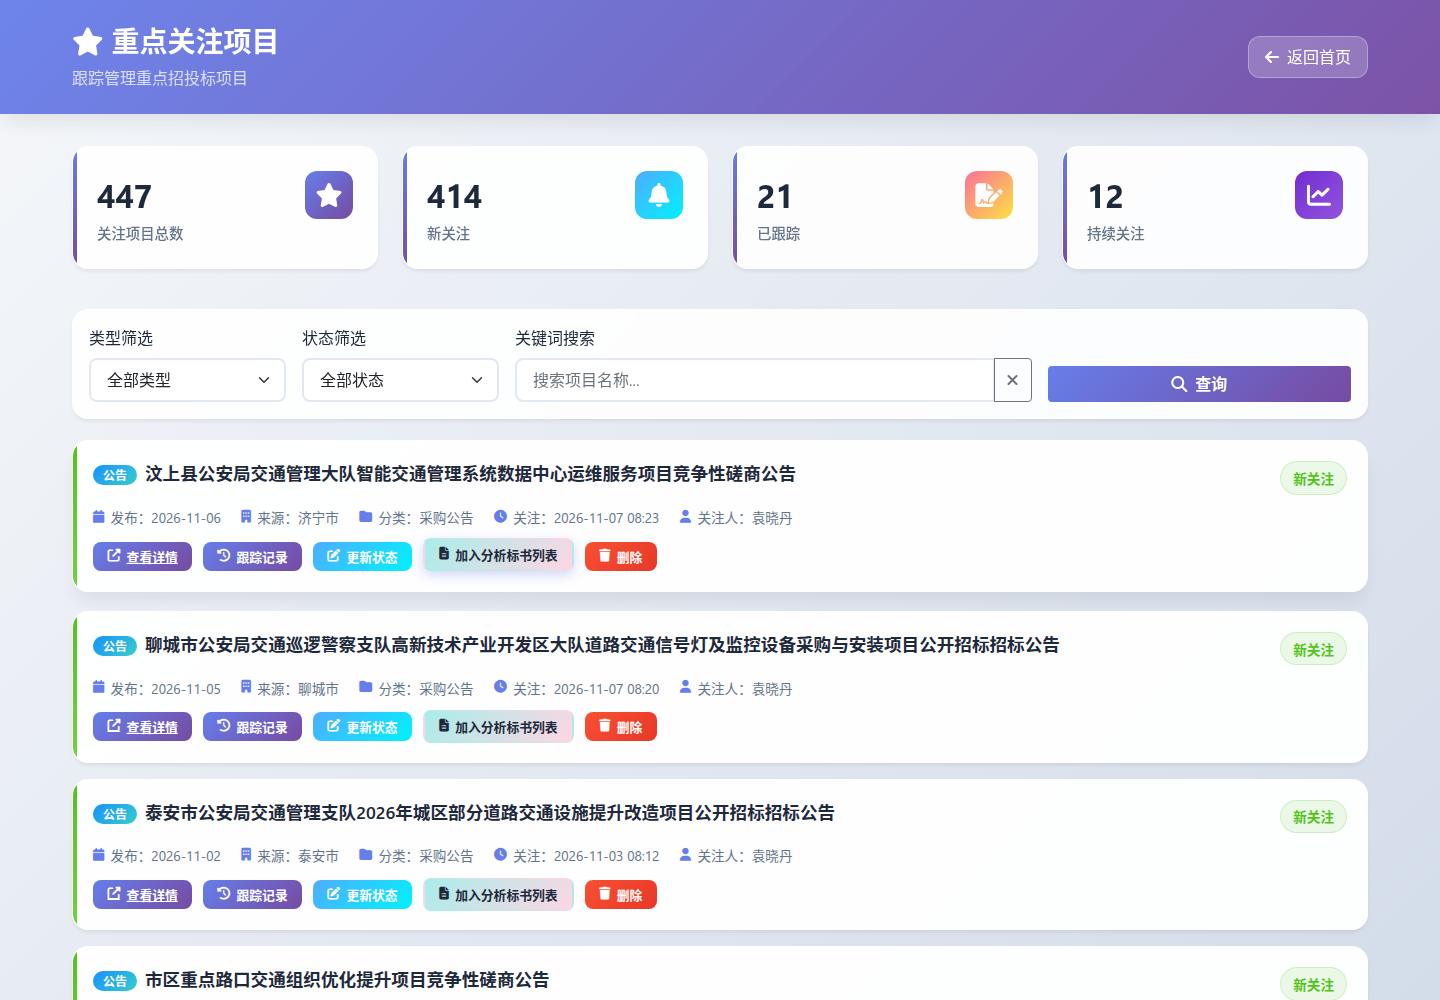 重点关注项目
跟踪管理重点招投标项目
返回首页
447
关注项目总数
414
新关注
21
已跟踪
12
持续关注
类型筛选
状态筛选
关键词搜索
全部类型
全部状态
搜索项目名称...
查询
公告 汶上县公安局交通管理大队智能交通管理系统数据中心运维服务项目竞争性磋商公告 新关注
发布：2026-11-06 来源：济宁市 分类：采购公告 关注：2026-11-07 08:23 关注人：袁晓丹
查看详情 跟踪记录 更新状态 加入分析标书列表 删除
公告 聊城市公安局交通巡逻警察支队高新技术产业开发区大队道路交通信号灯及监控设备采购与安装项目公开招标招标公告 新关注
发布：2026-11-05 来源：聊城市 分类：采购公告 关注：2026-11-07 08:20 关注人：袁晓丹
查看详情 跟踪记录 更新状态 加入分析标书列表 删除
公告 泰安市公安局交通管理支队2026年城区部分道路交通设施提升改造项目公开招标招标公告 新关注
发布：2026-11-02 来源：泰安市 分类：采购公告 关注：2026-11-03 08:12 关注人：袁晓丹
查看详情 跟踪记录 更新状态 加入分析标书列表 删除
公告 市区重点路口交通组织优化提升项目竞争性磋商公告 新关注